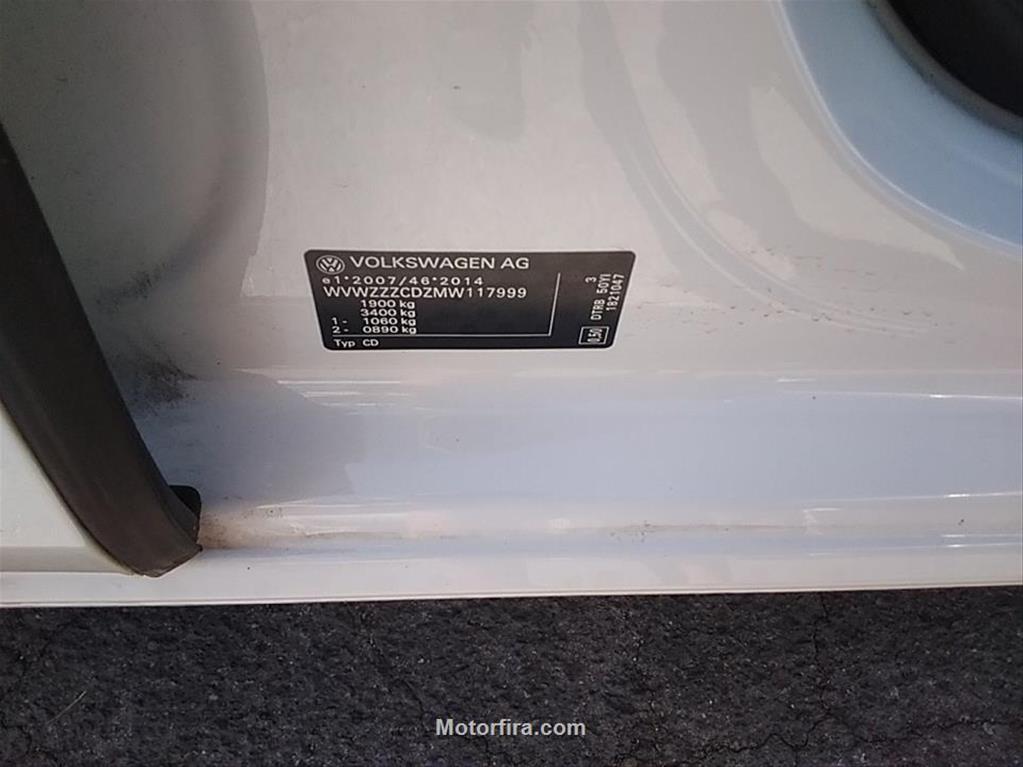 VOLKSWAGEN AG
e1*2007/46*2014
WVWZZZCDZMW117999
1900 kg
3400 kg
1 - 1060 kg
2 - 0890 kg
Typ CD
0,50
DTRB 50YI 3
1821047
Motorfira.com